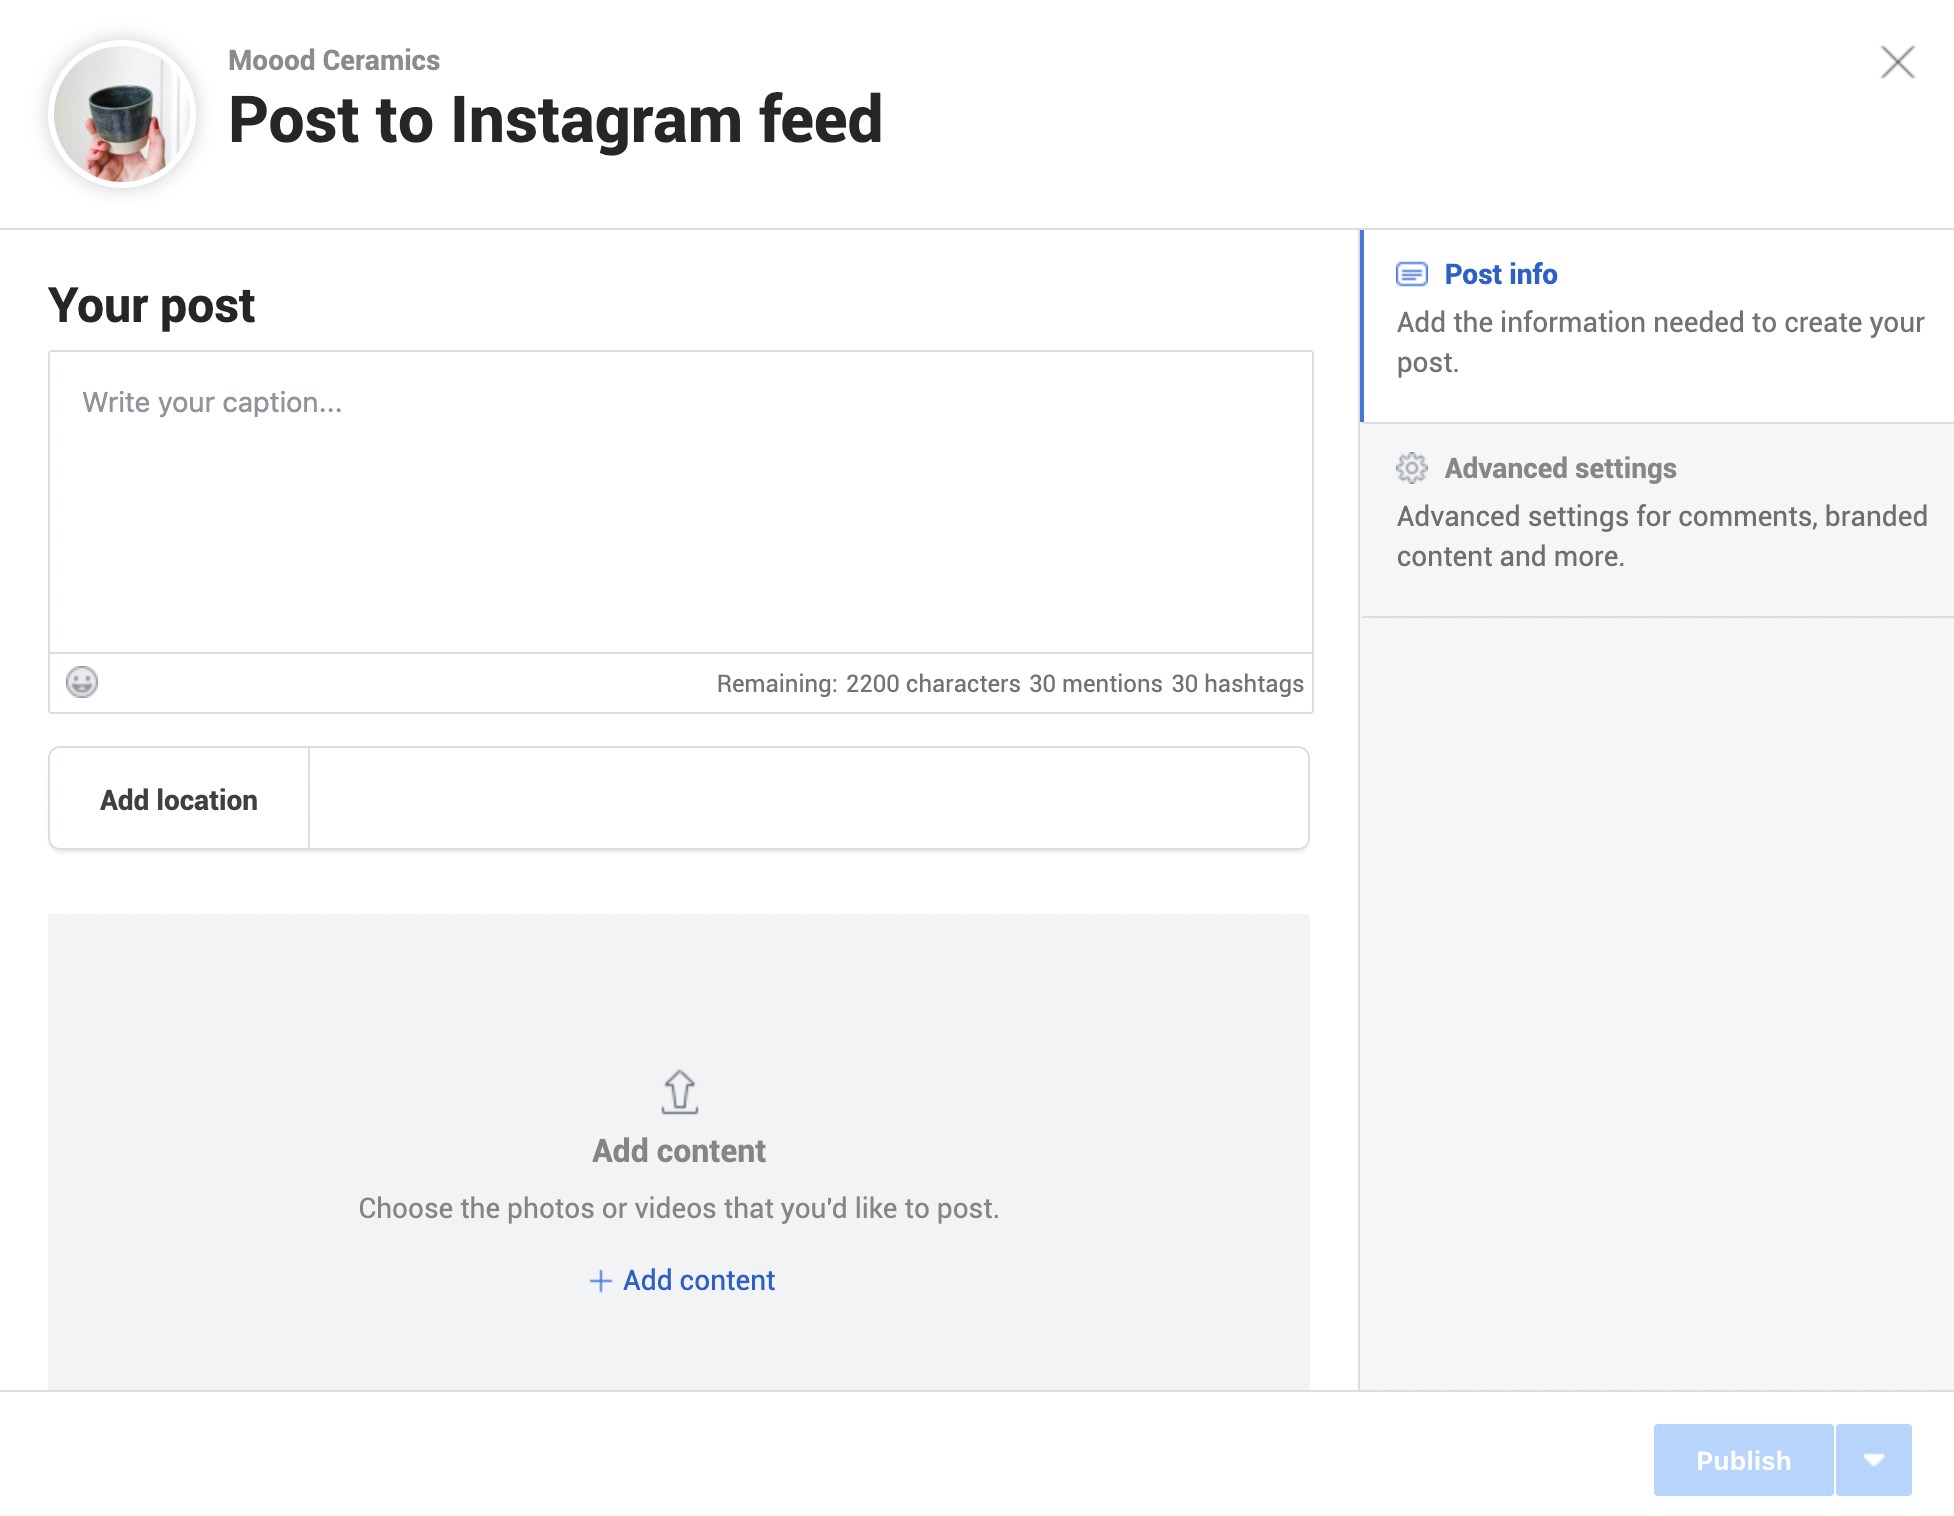 Moood Ceramics
Post to Instagram feed
Your post
Write your caption...
Remaining: 2200 characters 30 mentions 30 hashtags
Add location
Add content
Choose the photos or videos that you'd like to post.
+ Add content
Post info
Add the information needed to create your
post.
Advanced settings
Advanced settings for comments, branded
content and more.
Publish